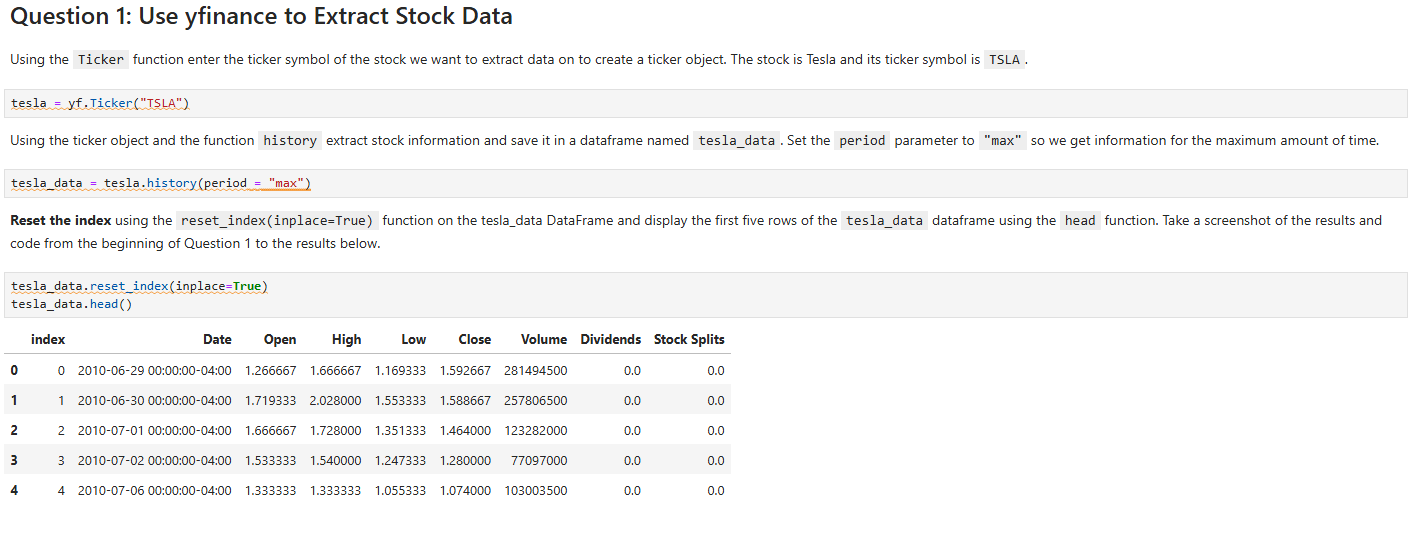 Question 1: Use yfinance to Extract Stock Data
Using the Ticker function enter the ticker symbol of the stock we want to extract data on to create a ticker object. The stock is Tesla and its ticker symbol is TSLA .
tesla = yf.Ticker("TSLA")
Using the ticker object and the function history extract stock information and save it in a dataframe named tesla_data . Set the period parameter to "max" so we get information for the maximum amount of time.
tesla_data = tesla.history(period = "max")
Reset the index using the reset_index(inplace=True) function on the tesla_data DataFrame and display the first five rows of the tesla_data dataframe using the head function. Take a screenshot of the results and
code from the beginning of Question 1 to the results below.
tesla_data.reset_index(inplace=True)
tesla_data.head()
index Date Open High Low Close Volume Dividends Stock Splits
0 0 2010-06-29 00:00:00-04:00 1.266667 1.666667 1.169333 1.592667 281494500 0.0 0.0
1 1 2010-06-30 00:00:00-04:00 1.719333 2.028000 1.553333 1.588667 257806500 0.0 0.0
2 2 2010-07-01 00:00:00-04:00 1.666667 1.728000 1.351333 1.464000 123282000 0.0 0.0
3 3 2010-07-02 00:00:00-04:00 1.533333 1.540000 1.247333 1.280000 77097000 0.0 0.0
4 4 2010-07-06 00:00:00-04:00 1.333333 1.333333 1.055333 1.074000 103003500 0.0 0.0